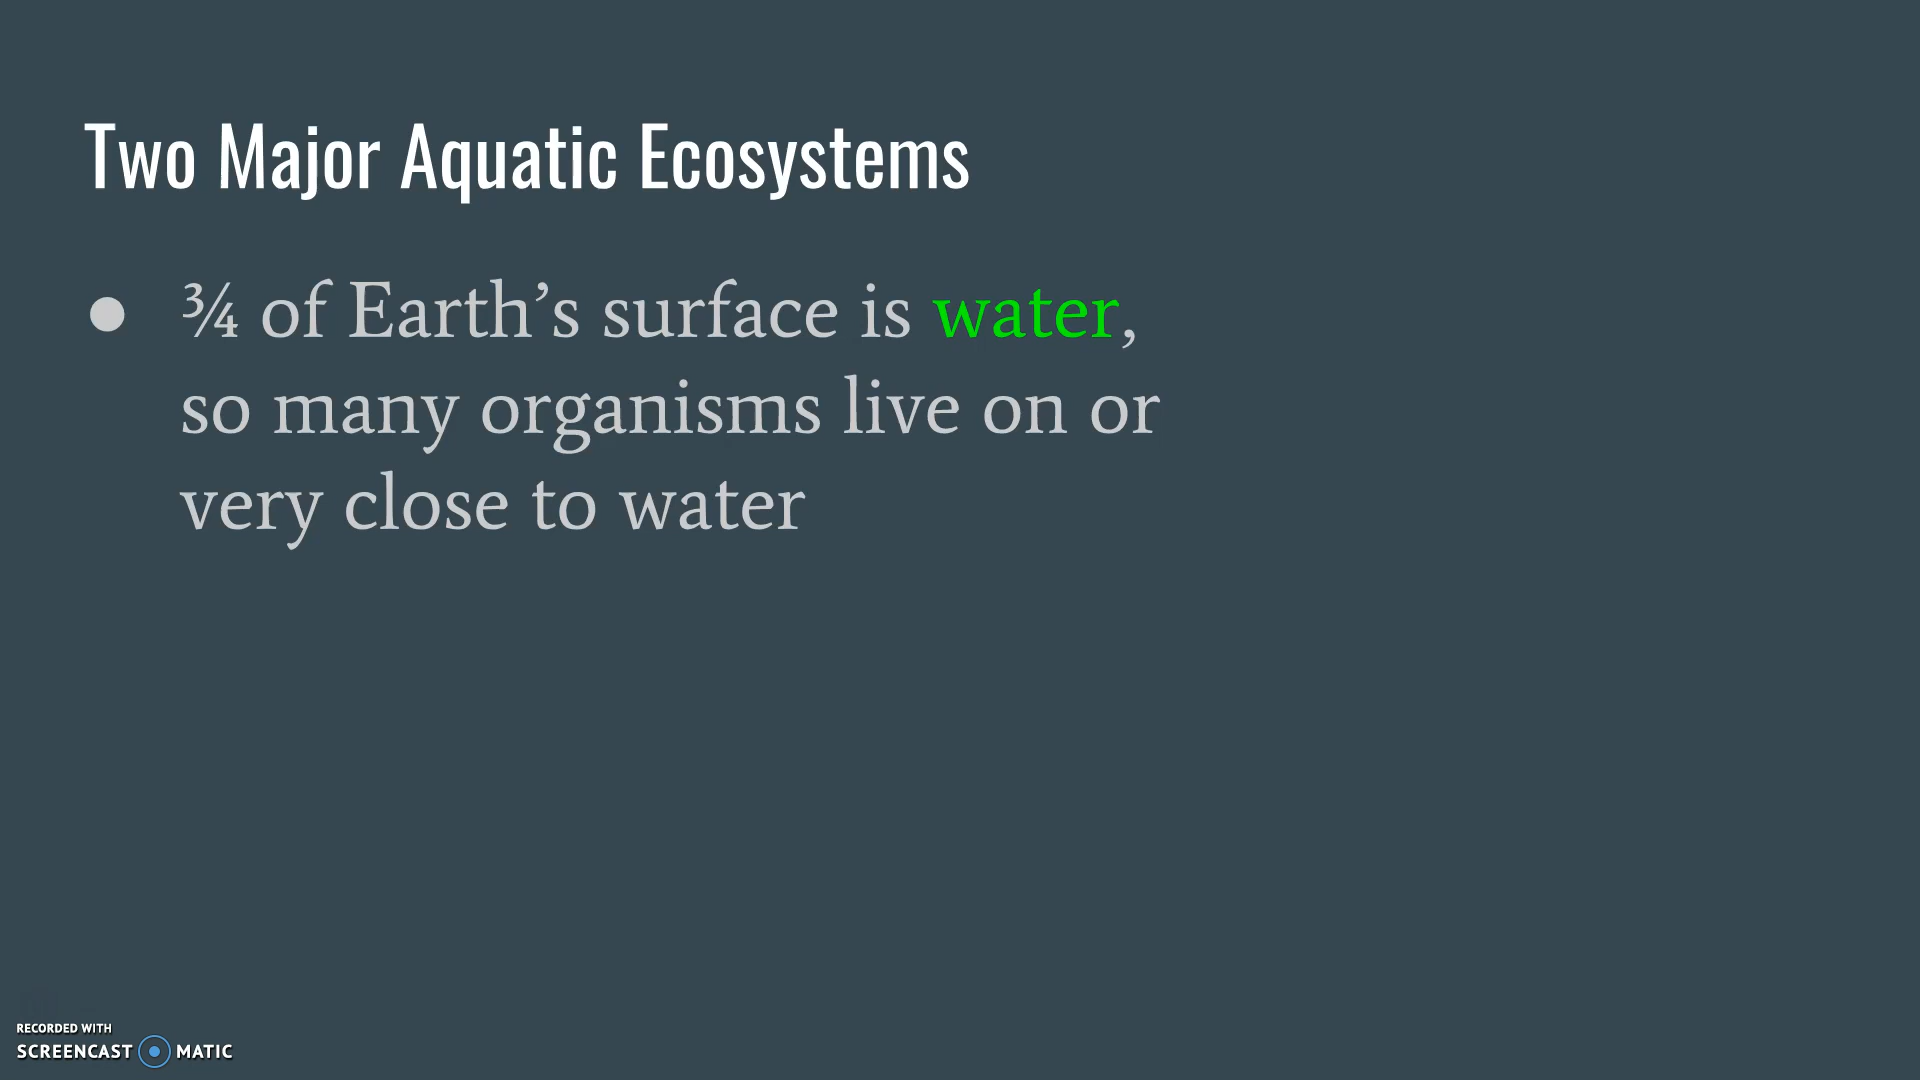 Two Major Aquatic Ecosystems
● ¾ of Earth’s surface is water,
so many organisms live on or
very close to water
RECORDED WITH
SCREENCAST MATIC